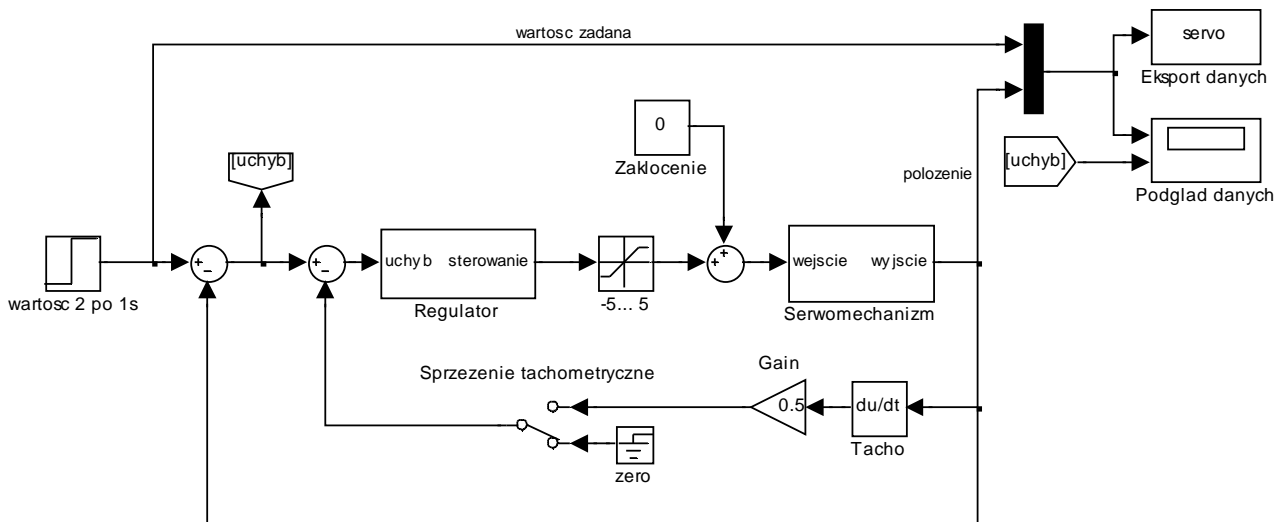 wartosc zadana
servo
Eksport danych
0
Zaklocenie
[uchyb]
[uchyb]
polozenie
Podglad danych
+
−
+
−
uchyb sterowanie
+
+
wejscie wyjscie
wartosc 2 po 1s
Regulator
-5... 5
Serwomechanizm
Sprzezenie tachometryczne
Gain
0.5
du/dt
Tacho
zero